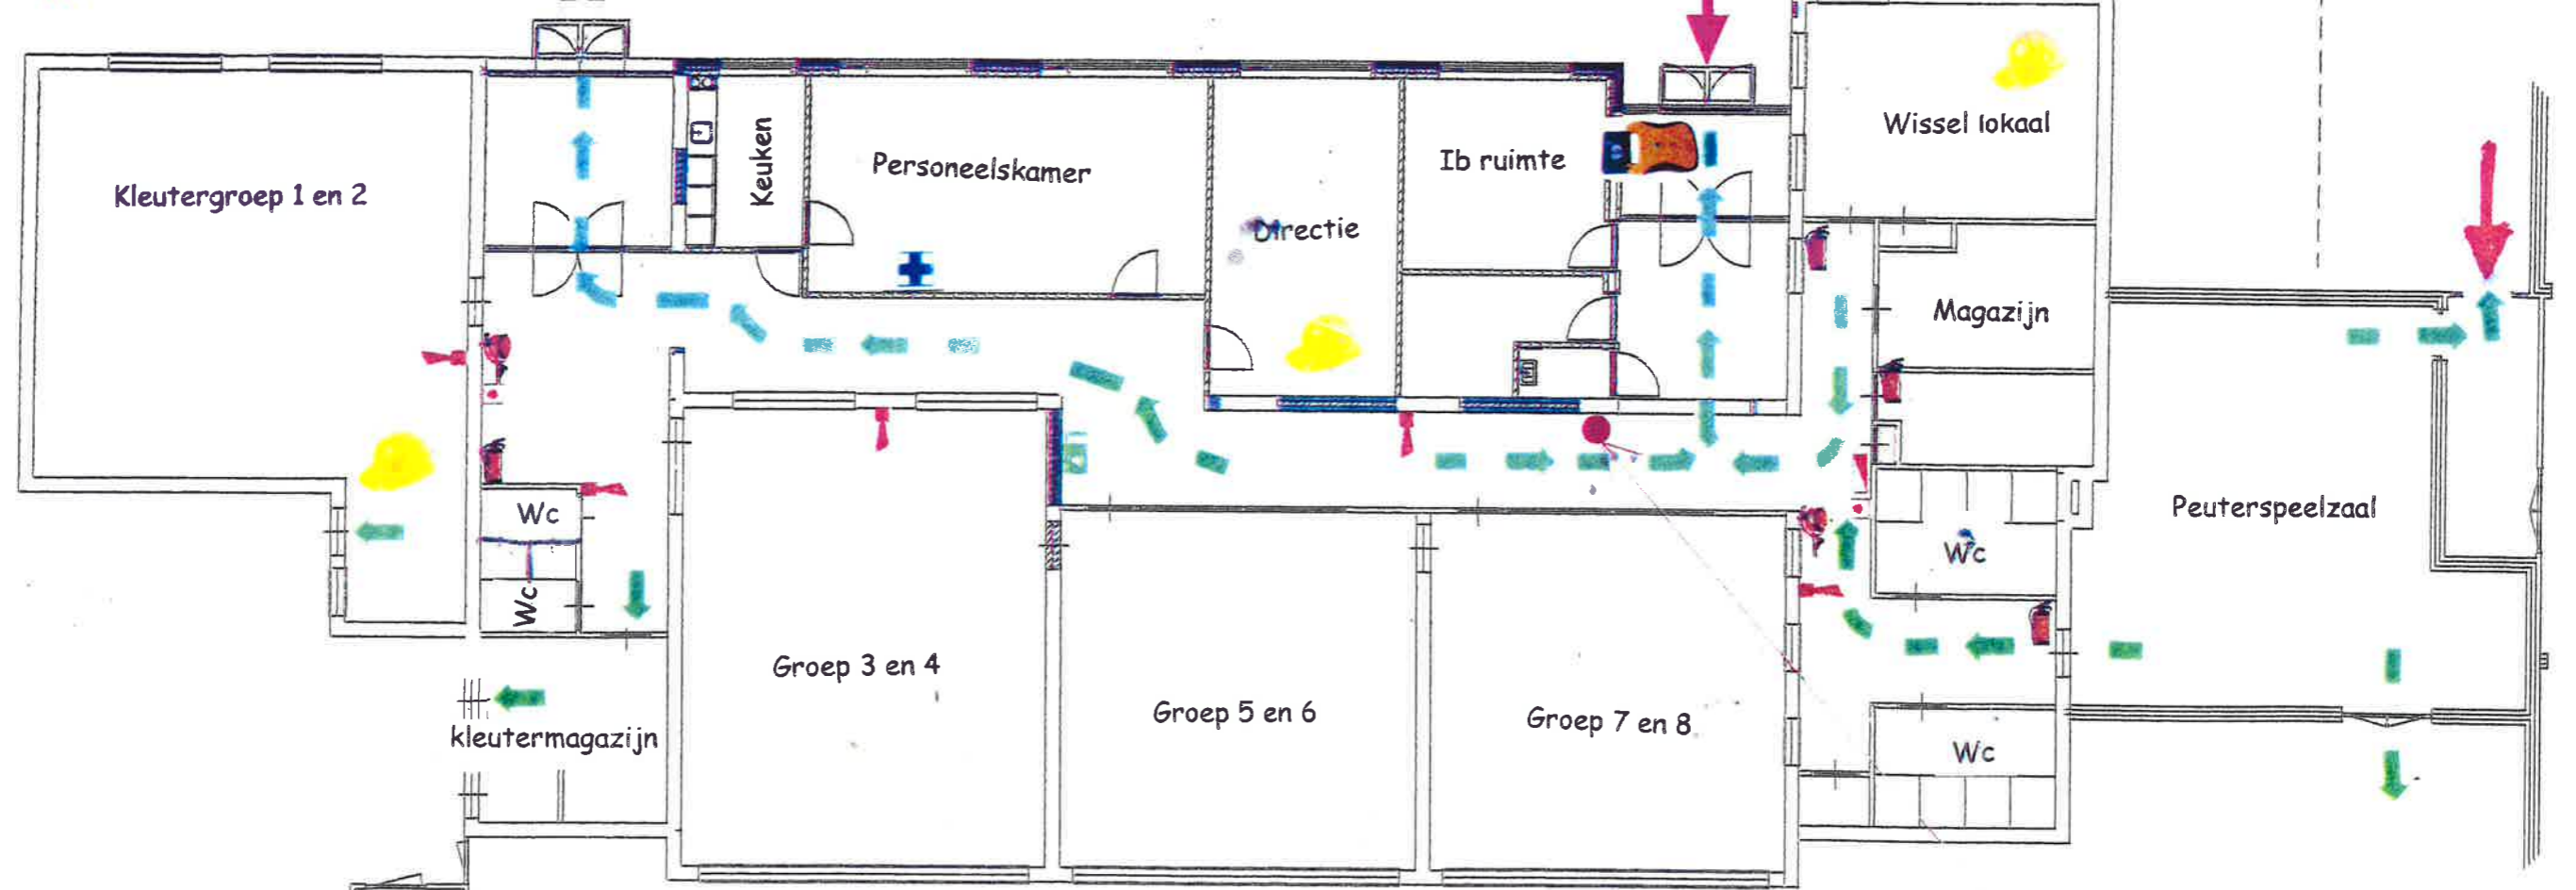 Wissel lokaal
Keuken
Personeelskamer
Ib ruimte
Kleutergroep 1 en 2
Directie
Magazijn
Peuterspeelzaal
Wc
Wc
Wc
Groep 3 en 4
Groep 5 en 6
Groep 7 en 8
kleutermagazijn
Wc